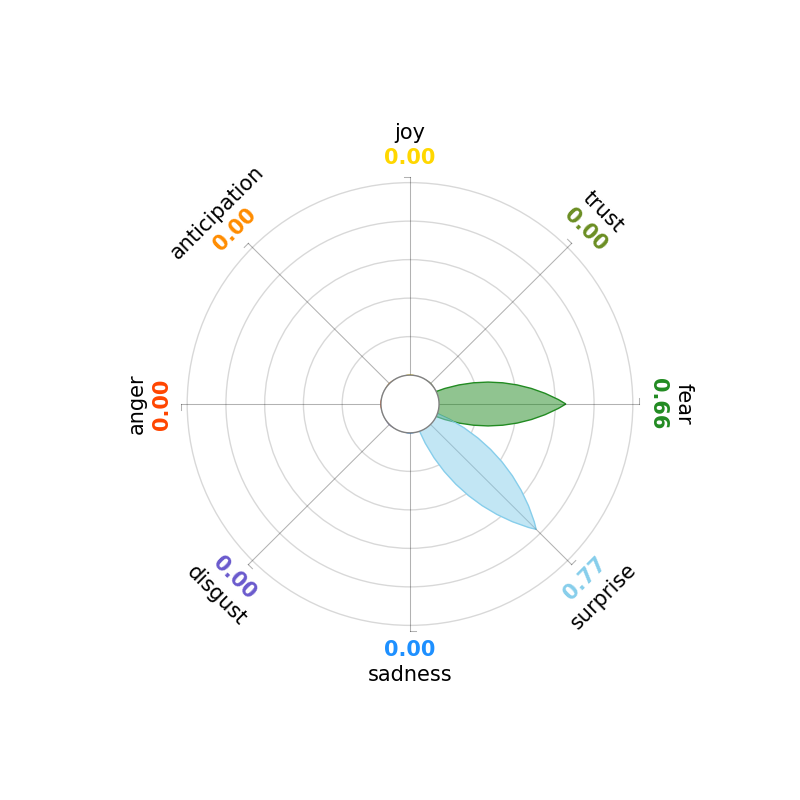 joy
0.00
trust
0.00
fear
0.66
surprise
0.77
sadness
0.00
disgust
0.00
anger
0.00
anticipation
0.00